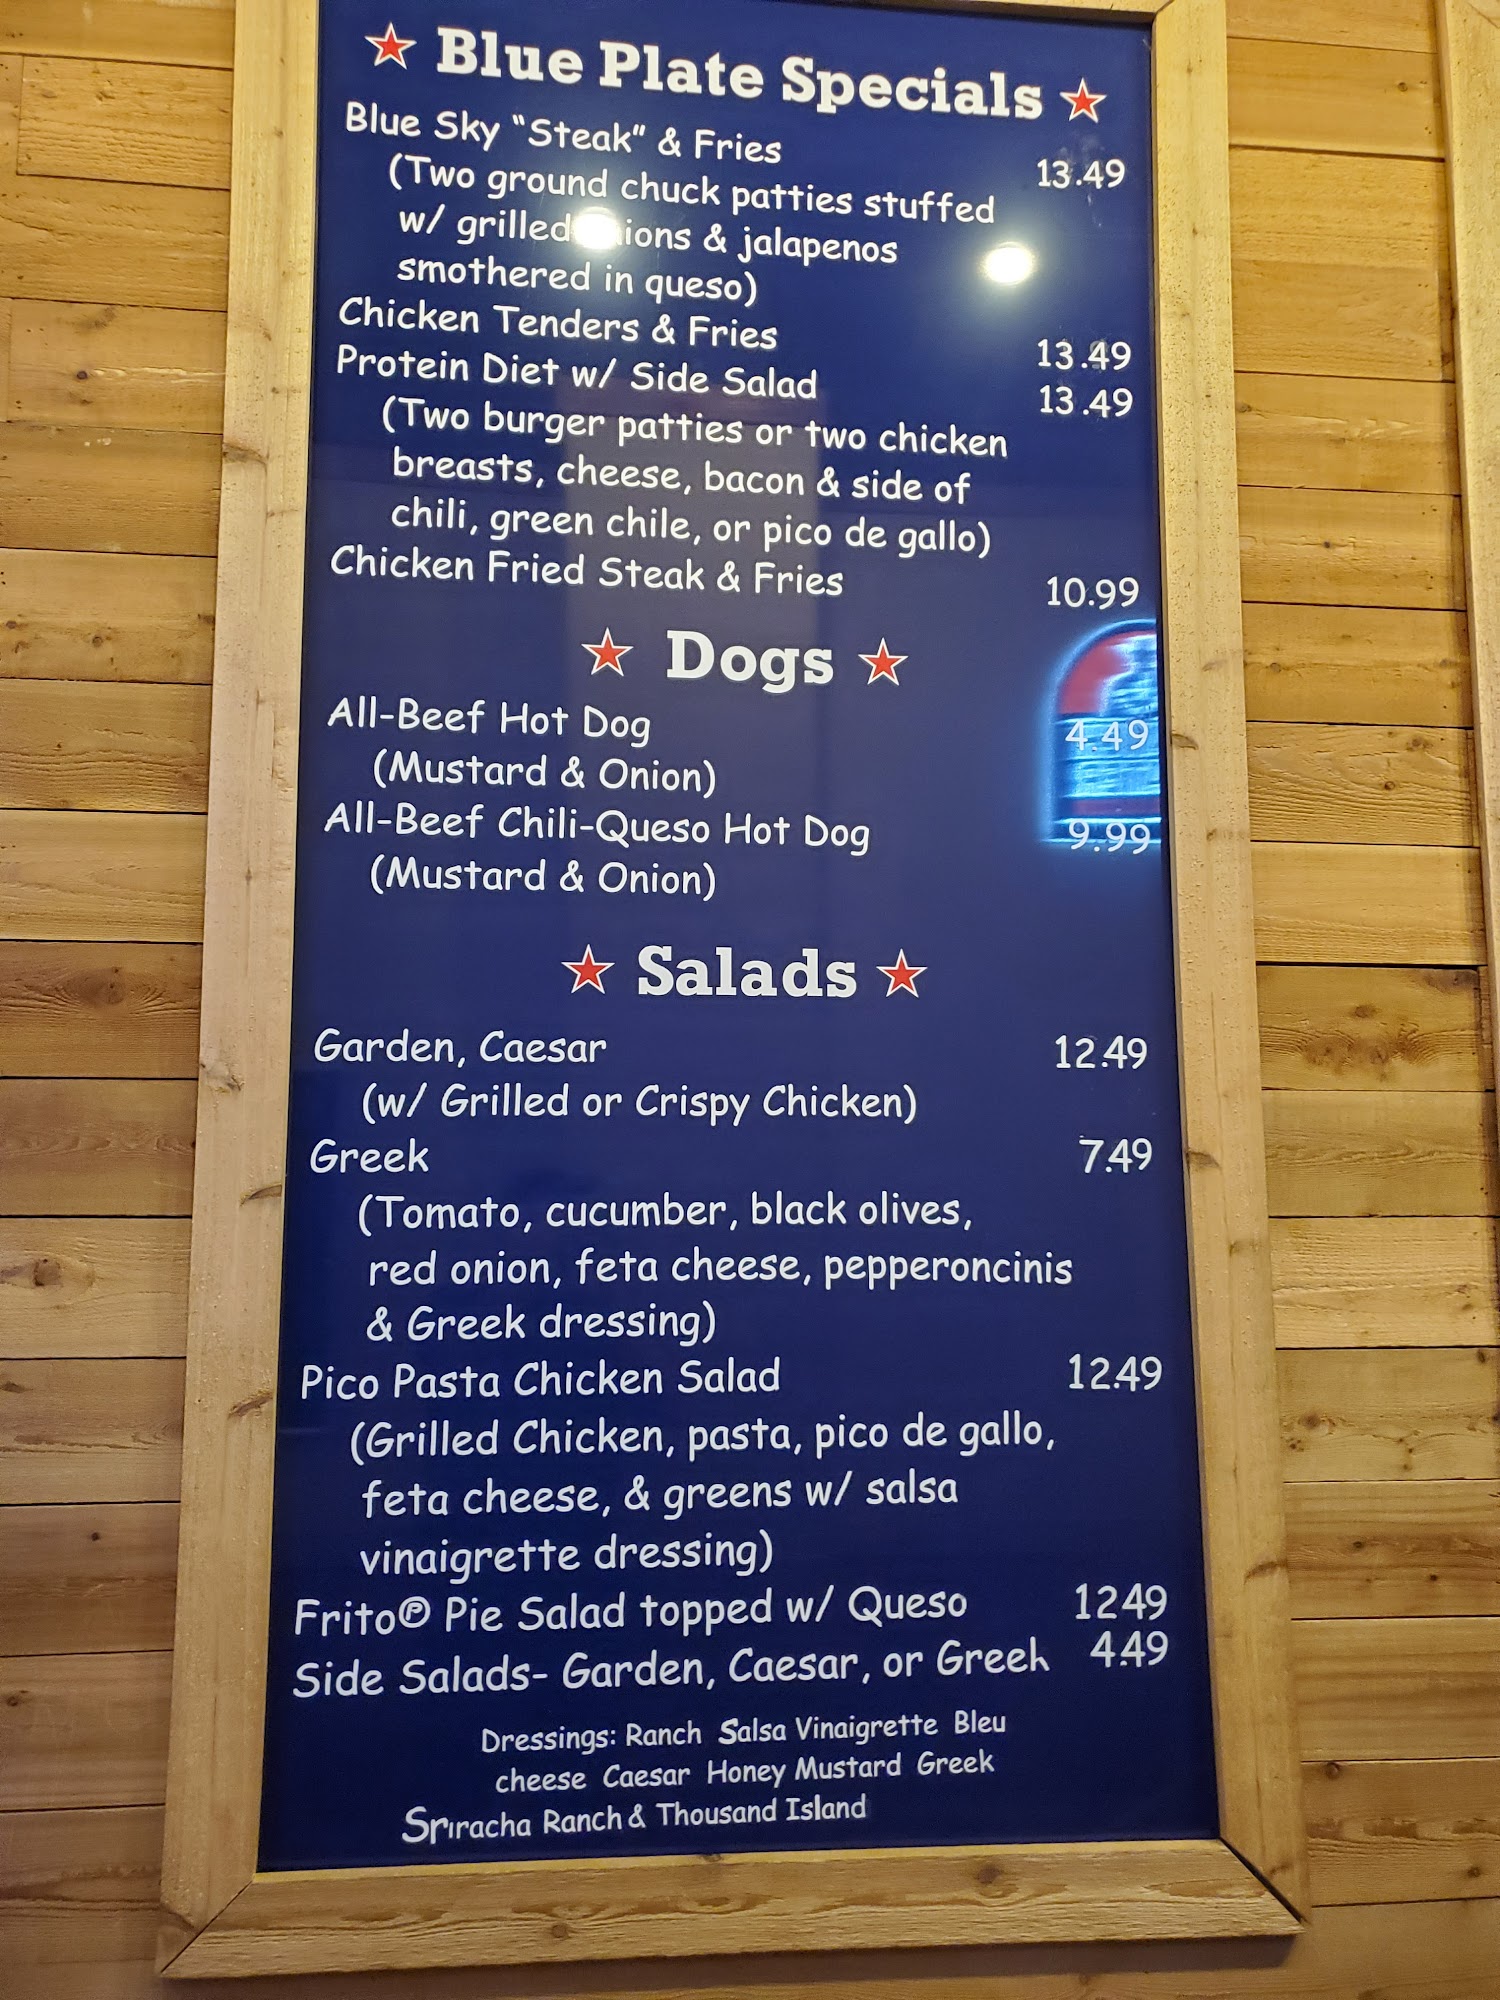 Blue Plate Specials
Blue Sky "Steak" & Fries 13.49
(Two ground chuck patties stuffed
w/ grilled & jalapenos
smothered in queso)
Chicken Tenders & Fries 13.49
Protein Diet w/ Side Salad 13.49
(Two burger patties or two chicken
breasts, cheese, bacon & side of
chili, green chile, or pico de gallo)
Chicken Fried Steak & Fries 10.99
Dogs
All-Beef Hot Dog 4.49
(Mustard & Onion)
All-Beef Chili-Queso Hot Dog 9.99
(Mustard & Onion)
Salads
Garden, Caesar 12.49
(w/ Grilled or Crispy Chicken)
Greek 7.49
(Tomato, cucumber, black olives,
red onion, feta cheese, pepperoncinis
& Greek dressing)
Pico Pasta Chicken Salad 12.49
(Grilled Chicken, pasta, pico de gallo,
feta cheese, & greens w/ salsa
vinaigrette dressing)
Frito℗ Pie Salad topped w/ Queso 1249
Side Salads- Garden, Caesar, or Greek 4.49
Dressings: Ranch Salsa Vinaigrette Bleu
cheese Caesar Honey Mustard Greek
Sriracha Ranch & Thousand Island